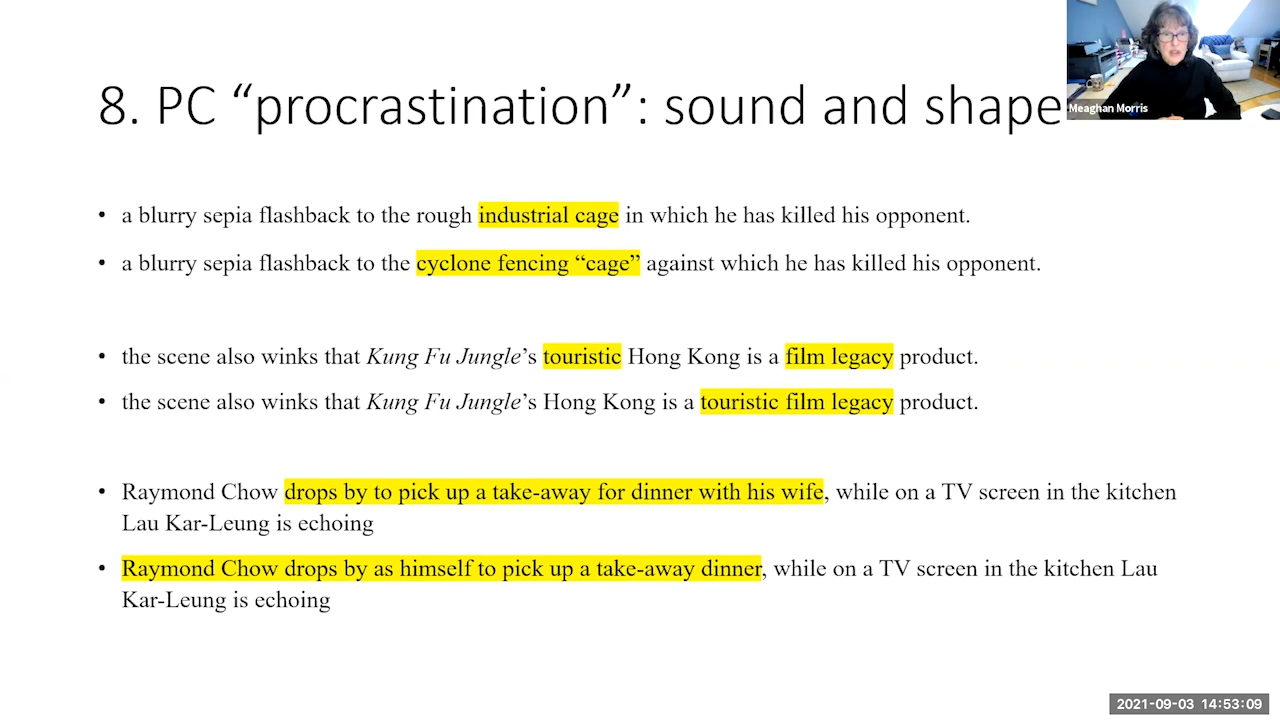 8. PC “procrastination”: sound and shape
Meaghan Morris
• a blurry sepia flashback to the rough industrial cage in which he has killed his opponent.
• a blurry sepia flashback to the cyclone fencing “cage” against which he has killed his opponent.
• the scene also winks that Kung Fu Jungle’s touristic Hong Kong is a film legacy product.
• the scene also winks that Kung Fu Jungle’s Hong Kong is a touristic film legacy product.
• Raymond Chow drops by to pick up a take-away for dinner with his wife, while on a TV screen in the kitchen
Lau Kar-Leung is echoing
• Raymond Chow drops by as himself to pick up a take-away dinner, while on a TV screen in the kitchen Lau
Kar-Leung is echoing
2021-09-03 14:53:09